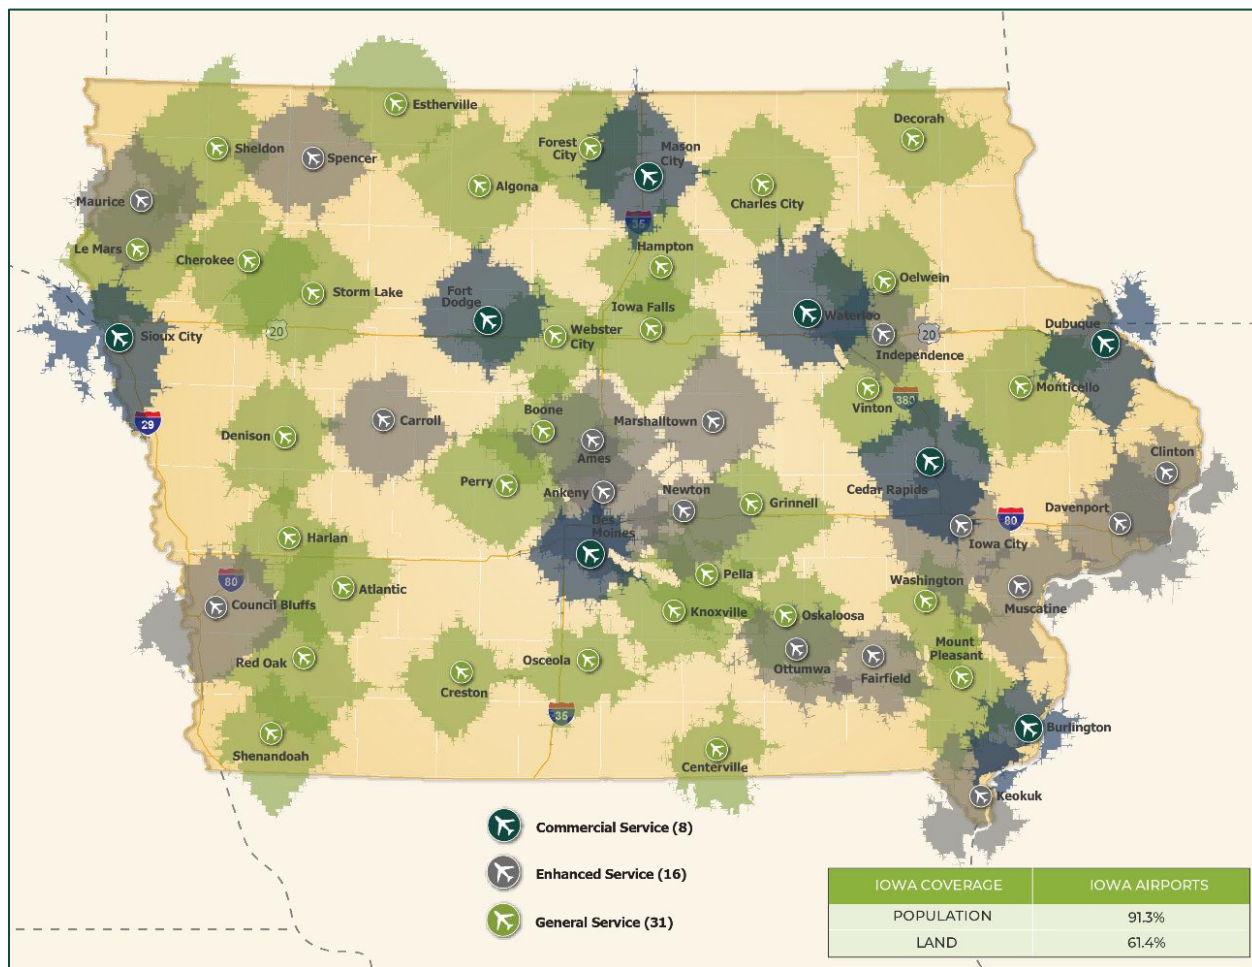 Estherville
Decorah
Forest
City
Mason
City
Sheldon
Spencer
Algona
Charles City
Maurice
35
Le Mars
Cherokee
Hampton
Oelwein
Storm Lake
Fort
Dodge
Iowa Falls
Waterloo
Sioux City
20
Webster
City
20
Independence
Dubuque
Monticello
Vinton
380
29
Denison
Carroll
Boone
Ames
Marshalltown
Clinton
Perry
Ankeny
Newton
Grinnell
Cedar Rapids
Davenport
80
Des
Moines
Iowa City
Harlan
80
Council Bluffs
Atlantic
Pella
Washington
Muscatine
Knoxville
Oskaloosa
Red Oak
Creston
Osceola
Ottumwa
Fairfield
Mount
Pleasant
35
Shenandoah
Centerville
Burlington
Keokuk
Commercial Service (8)
Enhanced Service (16)
General Service (31)
IOWA COVERAGE IOWA AIRPORTS
POPULATION 91.3%
LAND 61.4%